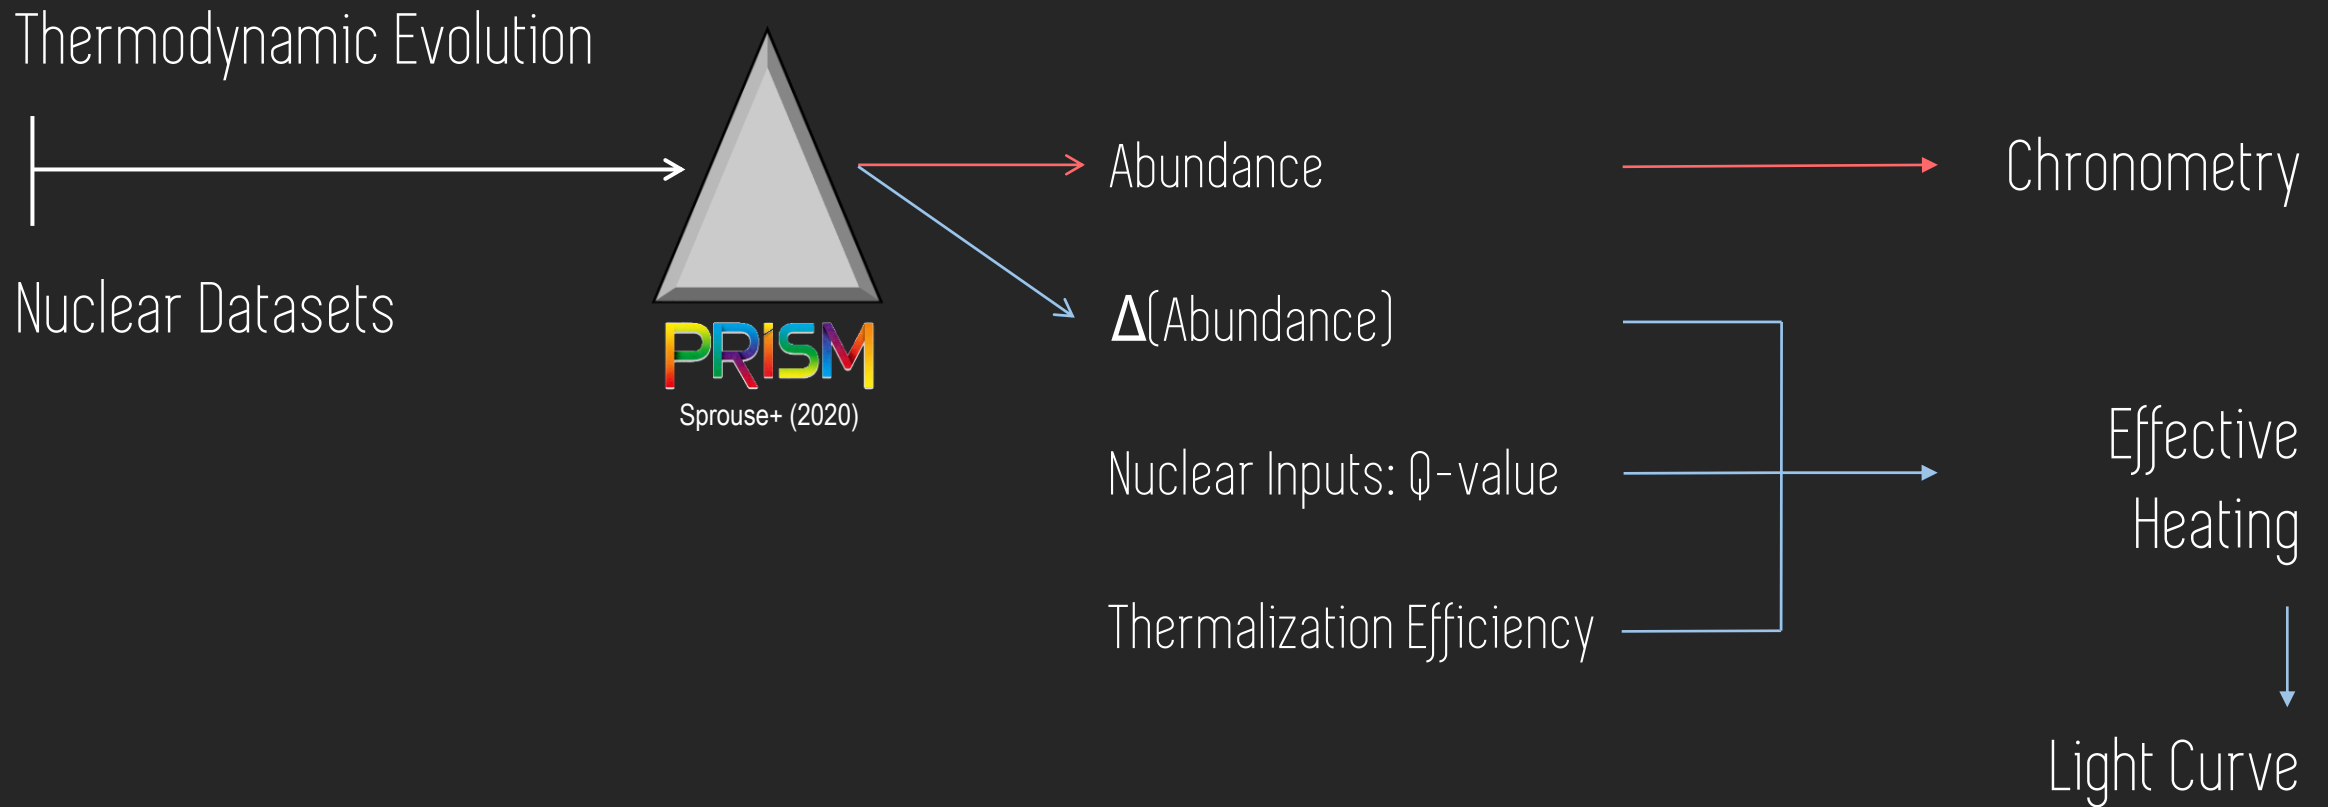 Thermodynamic Evolution
Nuclear Datasets
PRiSM
Sprouse+ (2020)
Abundance
Δ(Abundance)
Nuclear Inputs: Q-value
Thermalization Efficiency
Chronometry
Effective
Heating
Light Curve